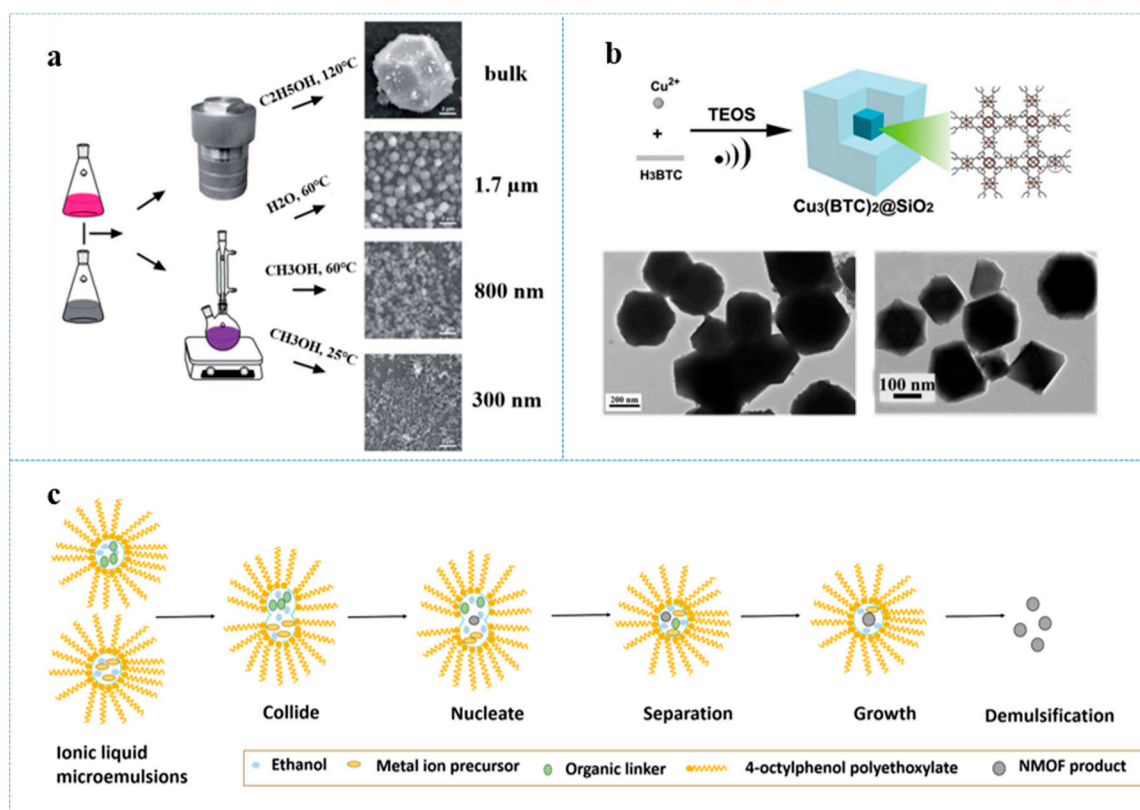 a
C2H5OH, 120°C
bulk
H2O, 60°C
1.7 μm
CH3OH, 60°C
800 nm
CH3OH, 25°C
300 nm
b
Cu2+
+
H3BTC
TEOS
Cu3(BTC)2@SiO2
200 nm
100 nm
c
Ionic liquid
microemulsions
Collide
Nucleate
Separation
Growth
Demulsification
Ethanol
Metal ion precursor
Organic linker
4-octylphenol polyethoxylate
NMOF product